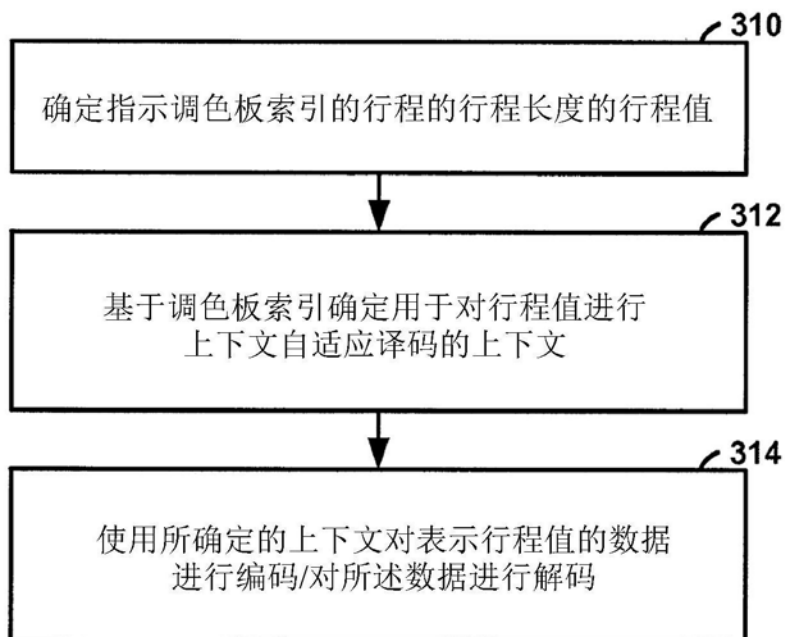 310
确定指示调色板索引的行程的行程长度的行程值
312
基于调色板索引确定用于对行程值进行
上下文自适应译码的上下文
314
使用所确定的上下文对表示行程值的数据
进行编码/对所述数据进行解码